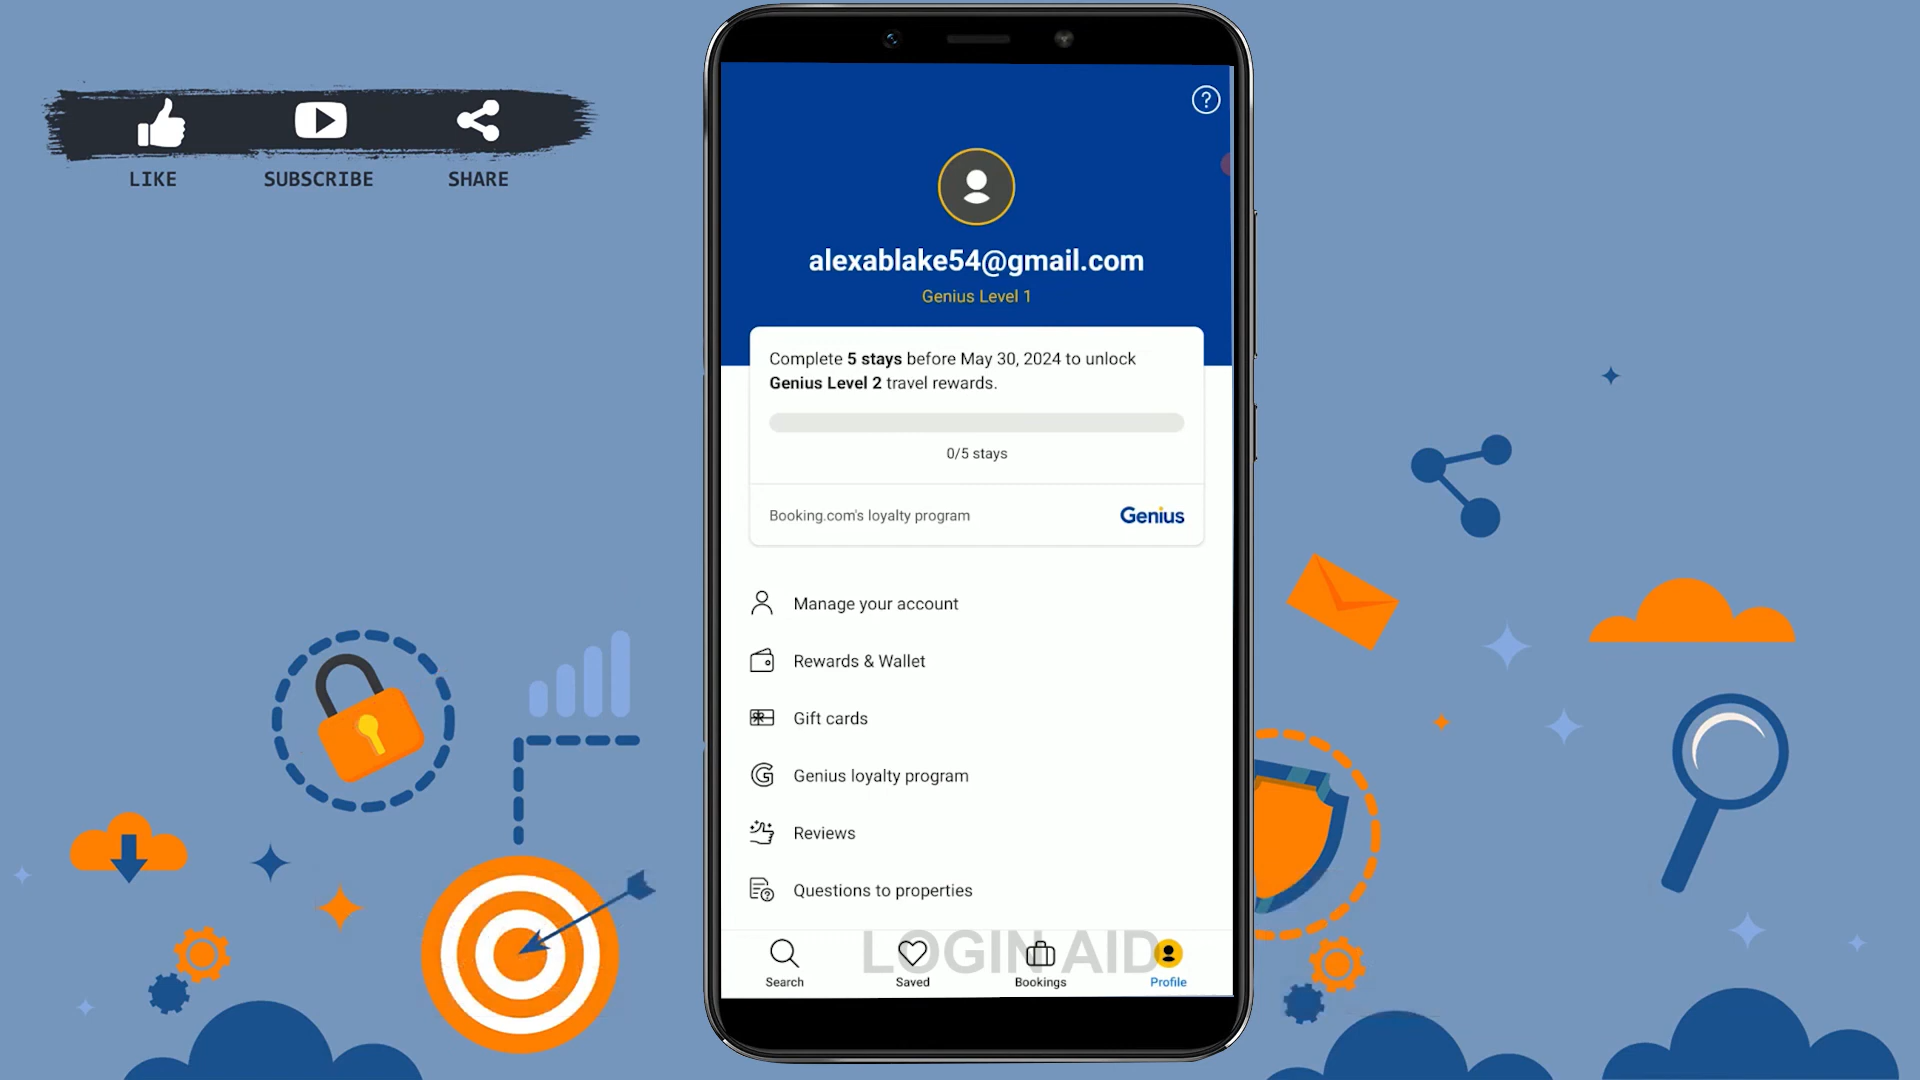 LIKE
SUBSCRIBE
SHARE
alexablake54@gmail.com
Genius Level 1
Complete 5 stays before May 30, 2024 to unlock
Genius Level 2 travel rewards.
0/5 stays
Booking.com's loyalty program
Genius
Manage your account
Rewards & Wallet
Gift cards
Genius loyalty program
Reviews
Questions to properties
LOGIN AID
Search
Saved
Bookings
Profile